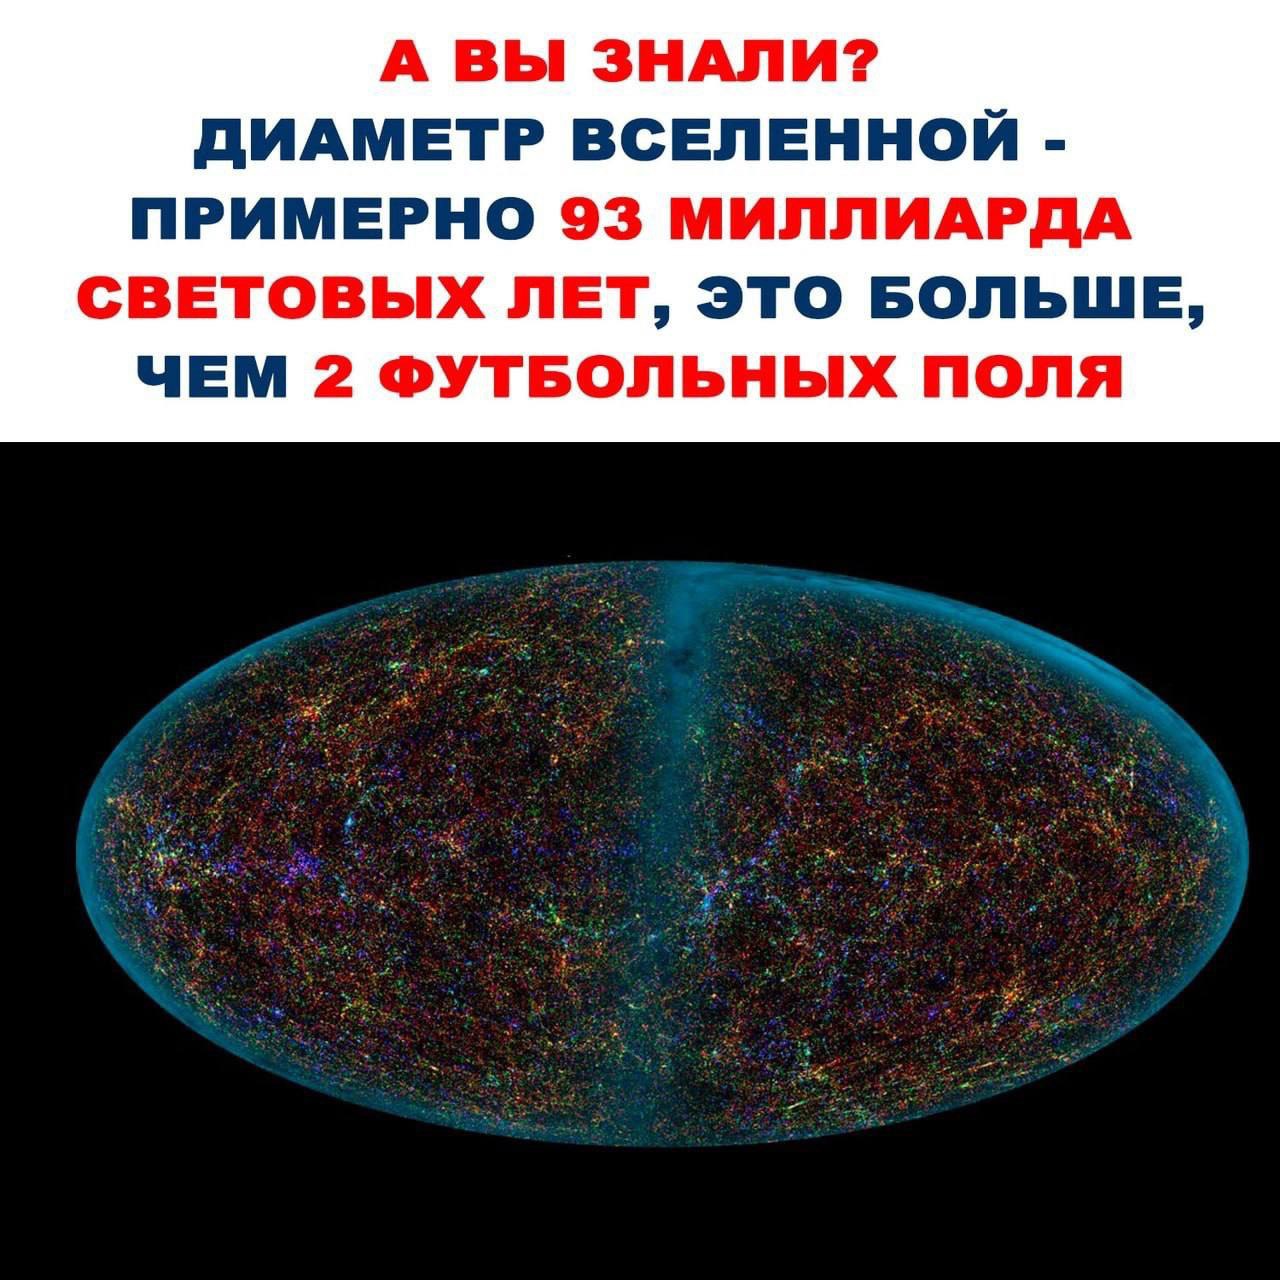 А ВЫ ЗНАЛИ?
ДИАМЕТР ВСЕЛЕННОЙ -
ПРИМЕРНО 93 МИЛЛИАРДА
СВЕТОВЫХ ЛЕТ, ЭТО БОЛЬШЕ,
ЧЕМ 2 ФУТБОЛЬНЫХ ПОЛЯ